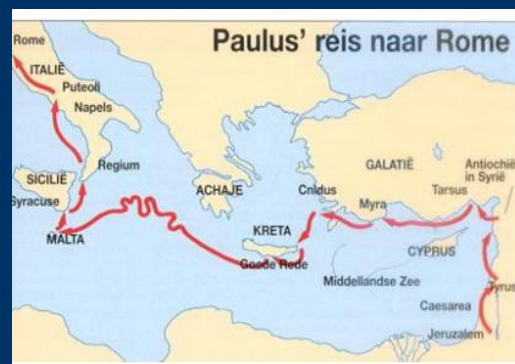 Paulus’ reis naar Rome
Rome
ITALIË
Puteoli
Napels
Regium
SICILIË
Syracuse
MALTA
ACHAJE
KRETA
Goede Rede
Cnidus
GALATIË
Myra
Tarsus
Antiochië
in Syrië
CYPRUS
Middellandse Zee
Tyrus
Caesarea
Jeruzalem